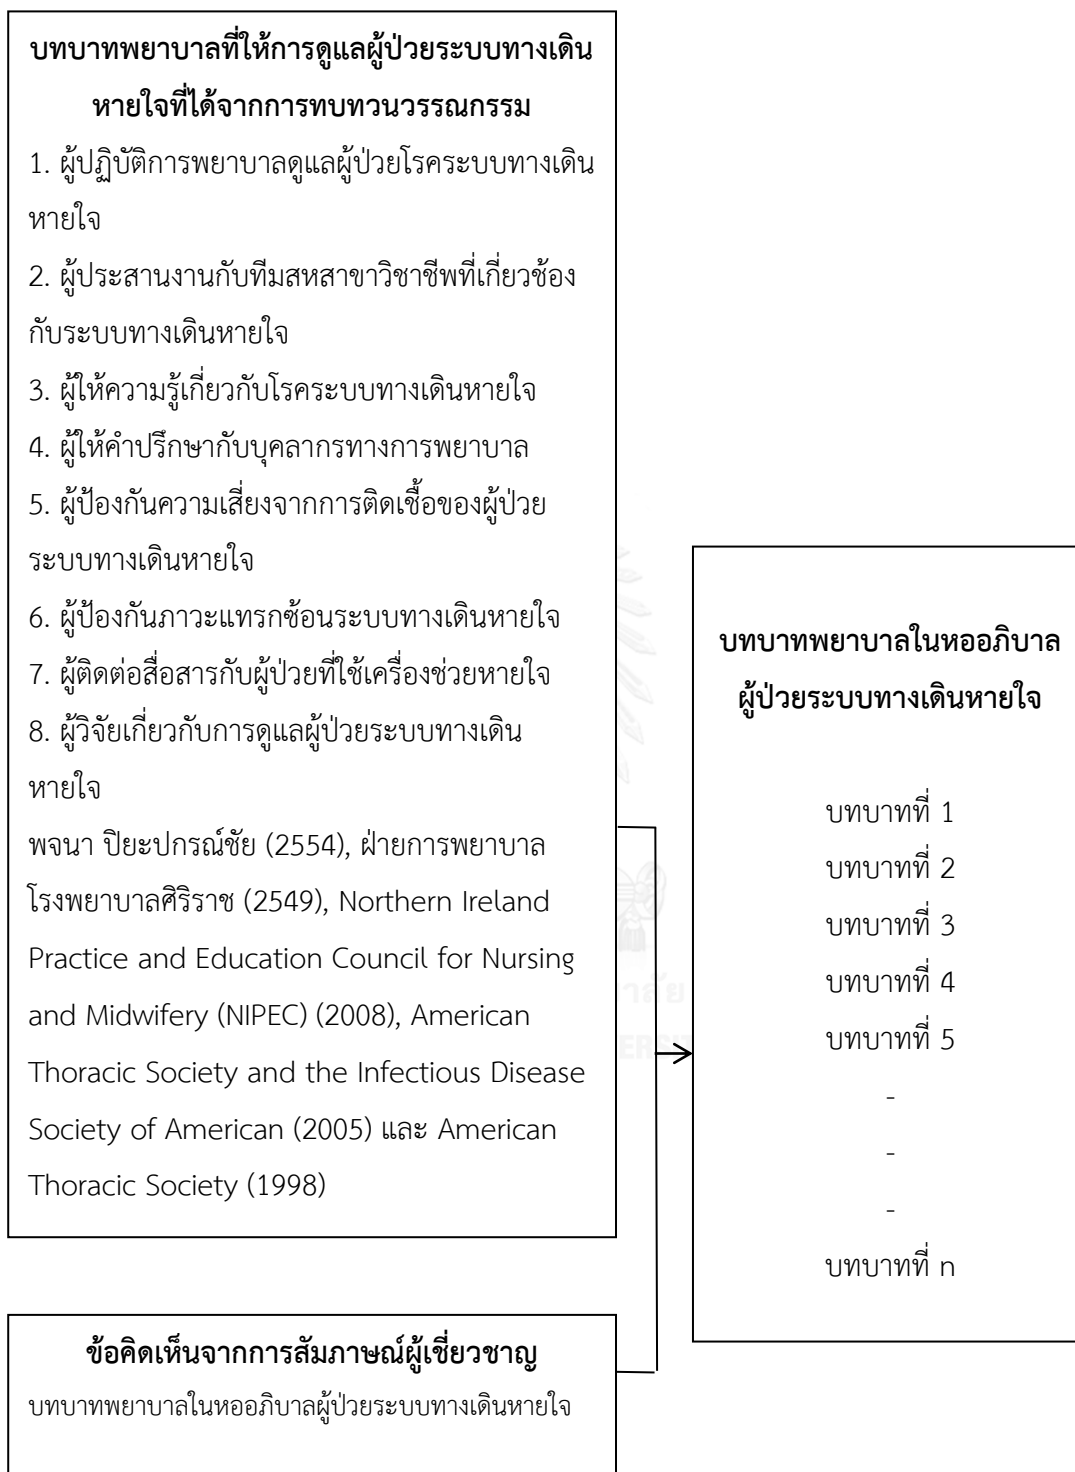 บทบาทพยาบาลที่ให้การดูแลผู้ป่วยระบบทางเดิน
หายใจที่ได้จากการทบทวนวรรณกรรม
1. ผู้ปฏิบัติการพยาบาลดูแลผู้ป่วยโรคระบบทางเดิน
หายใจ
2. ผู้ประสานงานกับทีมสหสาขาวิชาชีพที่เกี่ยวช้อง
กับระบบทางเดินหายใจ
3. ผู้ให้ความรู้เกี่ยวกับโรคระบบทางเดินหายใจ
4. ผู้ให้คำปรึกษากับบุคลากรทางการพยาบาล
5. ผู้ป้องกันความเสี่ยงจากการติดเชื้อของผู้ป่วย
ระบบทางเดินหายใจ
6. ผู้ป้องกันภาวะแทรกซ้อนระบบทางเดินหายใจ
7. ผู้ติดต่อสื่อสารกับผู้ป่วยที่ใช้เครื่องช่วยหายใจ
8. ผู้วิจัยเกี่ยวกับการดูแลผู้ป่วยระบบทางเดิน
หายใจ
พจนา ปิยะปกรณ์ชัย (2554), ฝ่ายการพยาบาล
โรงพยาบาลศิริราช (2549), Northern Ireland
Practice and Education Council for Nursing
and Midwifery (NIPEC) (2008), American
Thoracic Society and the Infectious Disease
Society of American (2005) และ American
Thoracic Society (1998)
ข้อคิดเห็นจากการสัมภาษณ์ผู้เชี่ยวชาญ
บทบาทพยาบาลในหออภิบาลผู้ป่วยระบบทางเดินหายใจ
บทบาทพยาบาลในหออภิบาล
ผู้ป่วยระบบทางเดินหายใจ
บทบาทที่ 1
บทบาทที่ 2
บทบาทที่ 3
บทบาทที่ 4
บทบาทที่ 5
-
-
-
บทบาทที่ n